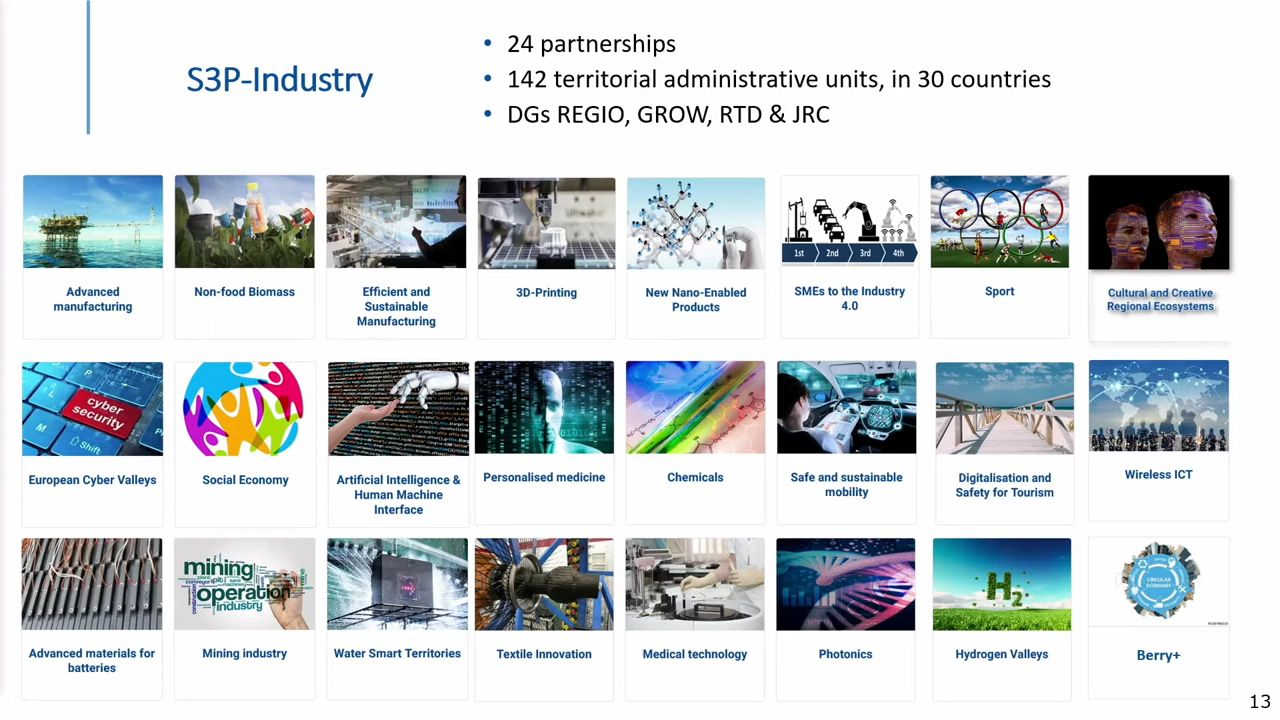 S3P-Industry
• 24 partnerships
• 142 territorial administrative units, in 30 countries
• DGs REGIO, GROW, RTD & JRC
1st 2nd 3rd 4th
Advanced
manufacturing
Non-food Biomass
Efficient and
Sustainable
Manufacturing
3D-Printing
New Nano-Enabled
Products
SMEs to the Industry
4.0
Sport
Cultural and Creative
Regional Ecosystems
cyber
security
Shift
European Cyber Valleys
Social Economy
Artificial Intelligence &
Human Machine
Interface
Personalised medicine
Chemicals
Safe and sustainable
mobility
Digitalisation and
Safety for Tourism
Wireless ICT
mining
operation
industry
H2
CIRCULAR
ECONOMY
Advanced materials for
batteries
Mining industry
Water Smart Territories
Textile Innovation
Medical technology
Photonics
Hydrogen Valleys
Berry+
13